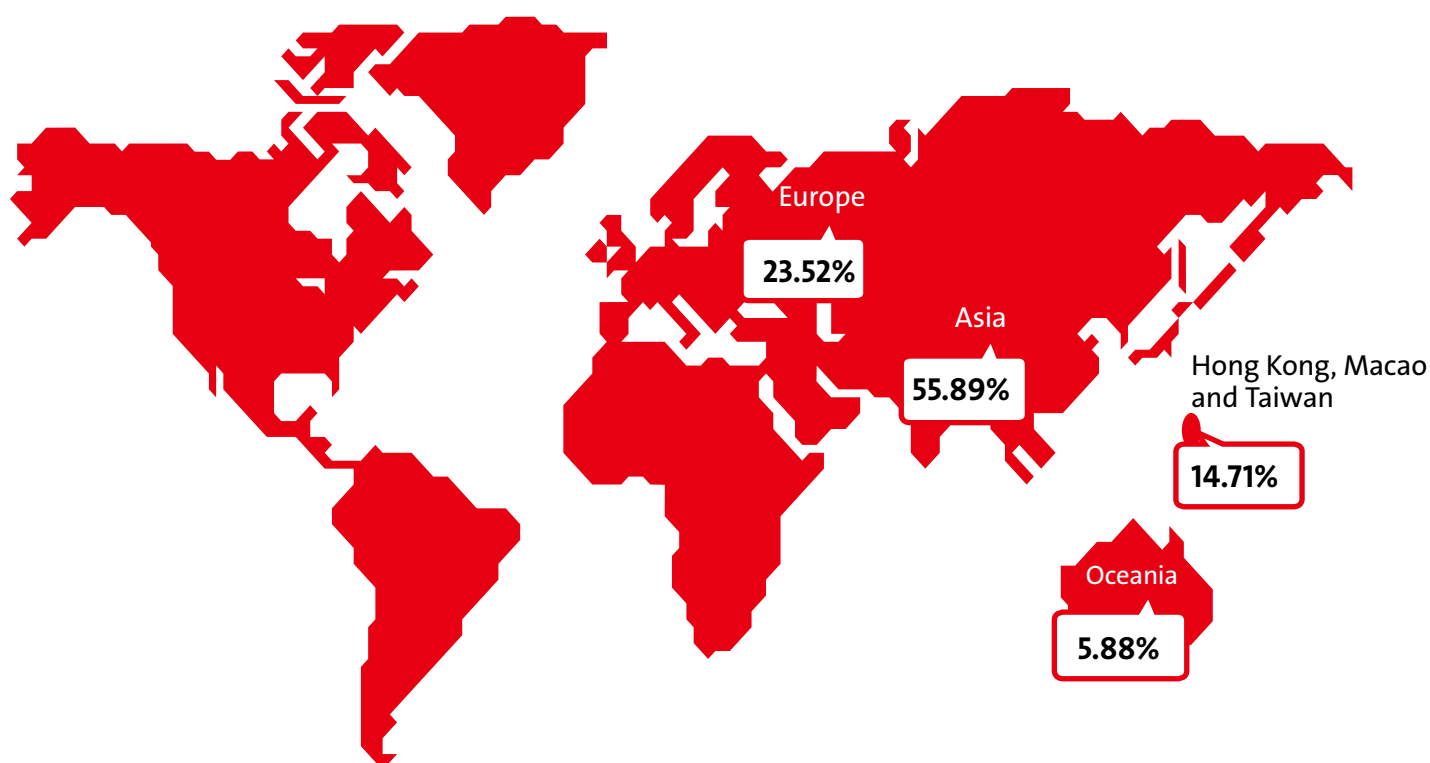 Europe
23.52%
Asia
55.89%
Hong Kong, Macao
and Taiwan
14.71%
Oceania
5.88%